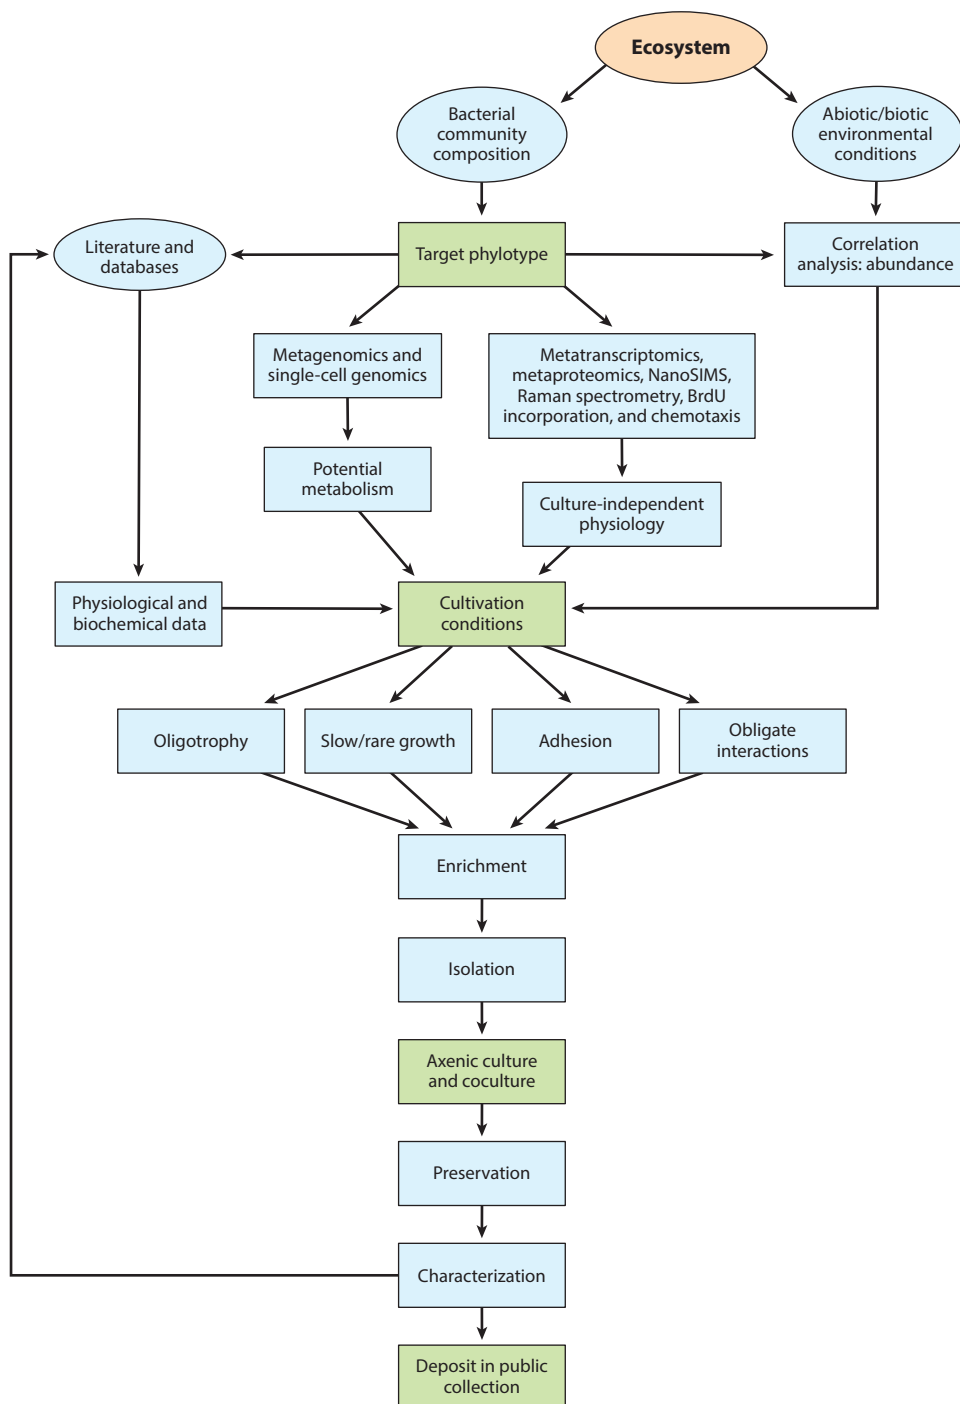 Ecosystem
Bacterial
community
composition
Abiotic/biotic
environmental
conditions
Literature and
databases
Target phylotype
Correlation
analysis: abundance
Metagenomics and
single-cell genomics
Metatranscriptomics,
metaproteomics, NanoSIMS,
Raman spectrometry, BrdU
incorporation, and chemotaxis
Potential
metabolism
Culture-independent
physiology
Physiological and
biochemical data
Cultivation
conditions
Oligotrophy
Slow/rare growth
Adhesion
Obligate
interactions
Enrichment
Isolation
Axenic culture
and coculture
Preservation
Characterization
Deposit in public
collection